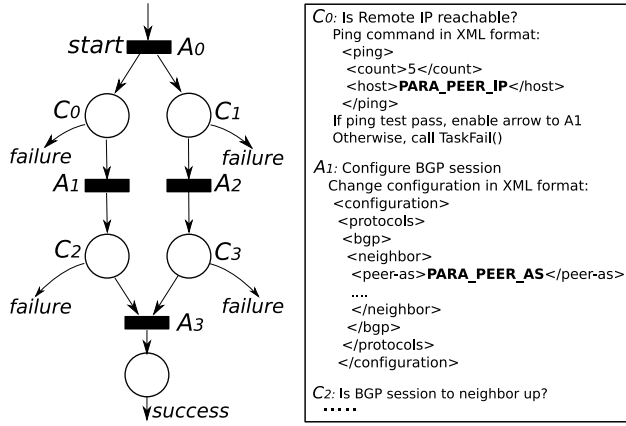 start A0
C0 C1
failure failure
A1 A2
C2 C3
failure failure
A3
success
C0: Is Remote IP reachable?
Ping command in XML format:
<ping>
<count>5</count>
<host>PARA_PEER_IP</host>
</ping>
If ping test pass, enable arrow to A1
Otherwise, call TaskFail()
A1: Configure BGP session
Change configuration in XML format:
<configuration>
<protocols>
<bgp>
<neighbor>
<peer-as>PARA_PEER_AS</peer-as>
....
</neighbor>
</bgp>
</protocols>
</configuration>
C2: Is BGP session to neighbor up?
.....